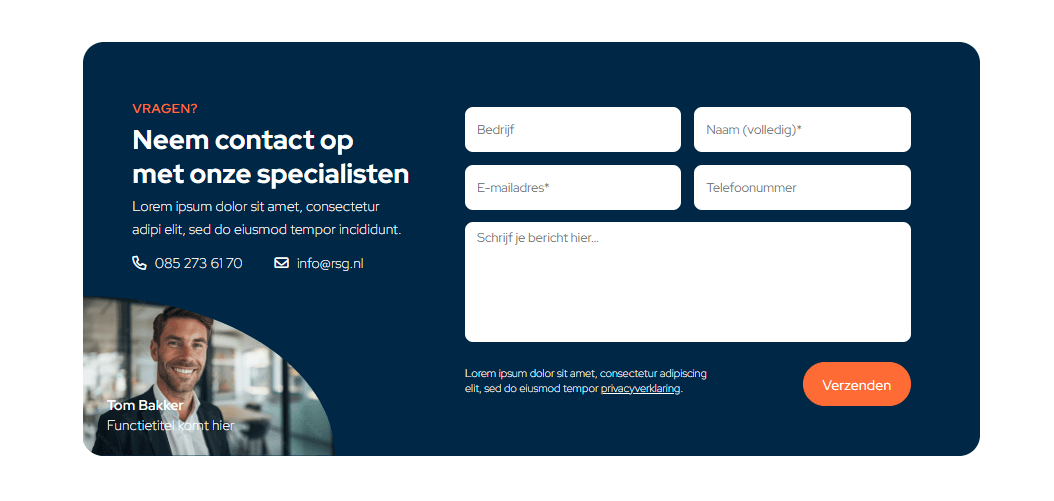 VRAGEN?
Neem contact op
met onze specialisten
Lorem ipsum dolor sit amet, consectetur
adipi elit, sed do eiusmod tempor incididunt.
085 273 61 70 info@rsg.nl
Tom Bakker
Functietitel komt hier
Bedrijf Naam (volledig)*
E-mailadres* Telefoonummer
Schrijf je bericht hier...
Lorem ipsum dolor sit amet, consectetur adipiscing
elit, sed do eiusmod tempor privacyverklaring.
Verzenden